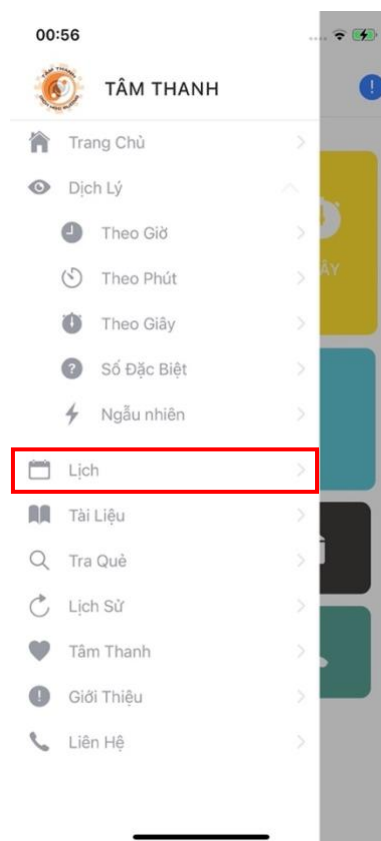 00:56
TÂM THANH
Trang Chủ
Dịch Lý
Theo Giờ
Theo Phút
ÂY
Theo Giây
Số Đặc Biệt
Ngẫu nhiên
Lịch
Tài Liệu
Tra Quẻ
Lịch Sử
Tâm Thanh
Giới Thiệu
Liên Hệ